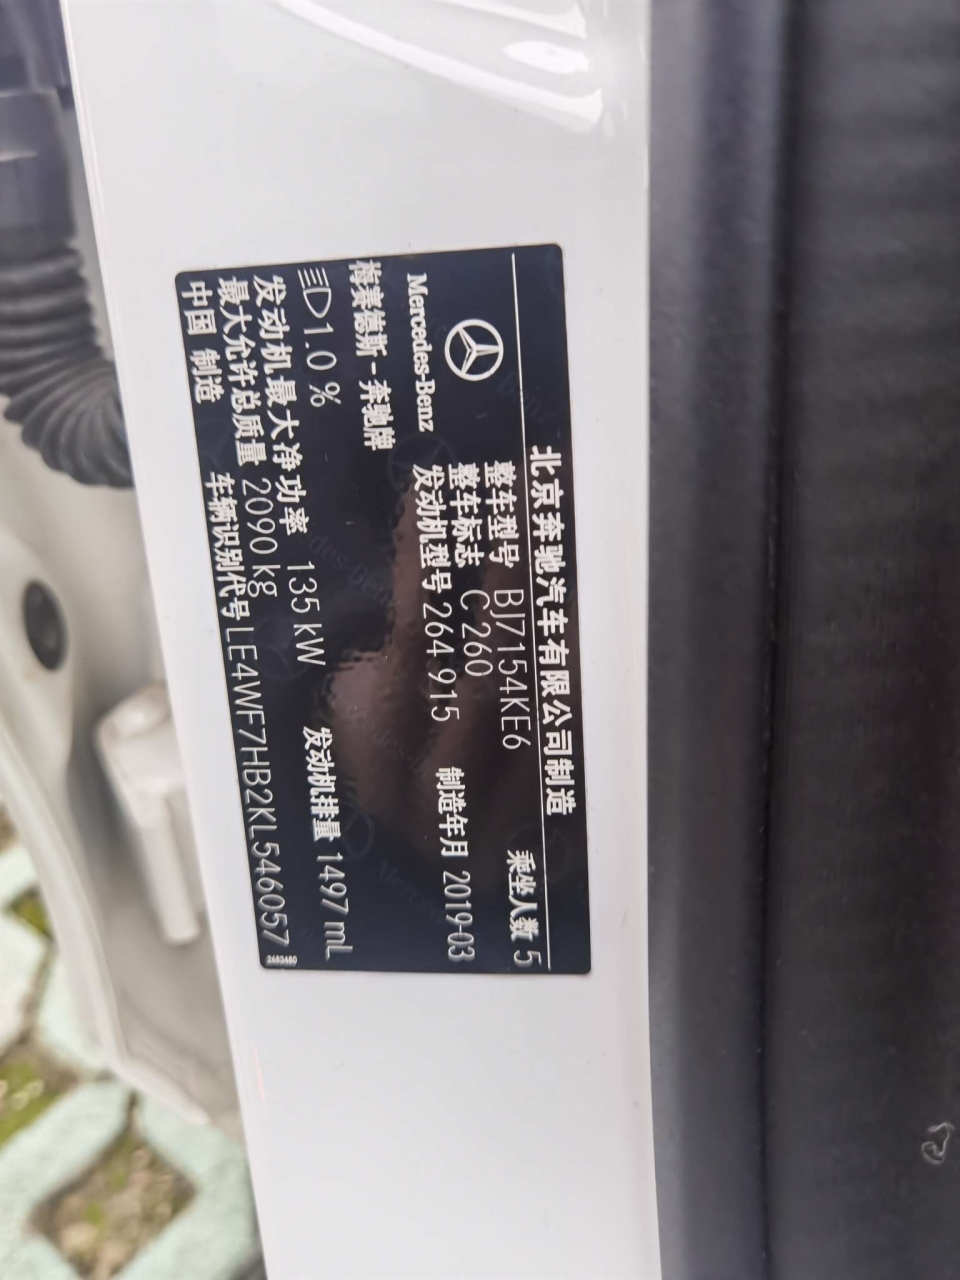 北京奔驰汽车有限公司制造
Mercedes-Benz
梅赛德斯-奔驰牌
整车型号 BJ7154KE6
乘坐人数 5
整车标志 C 260
发动机型号 264 915
制造年月 2019-03
1.0 %
发动机最大净功率 135 kW
发动机排量 1497 mL
最大允许总质量 2090 kg
中国 制造
车辆识别代号 LE4WF7HB2KL546057
2683480